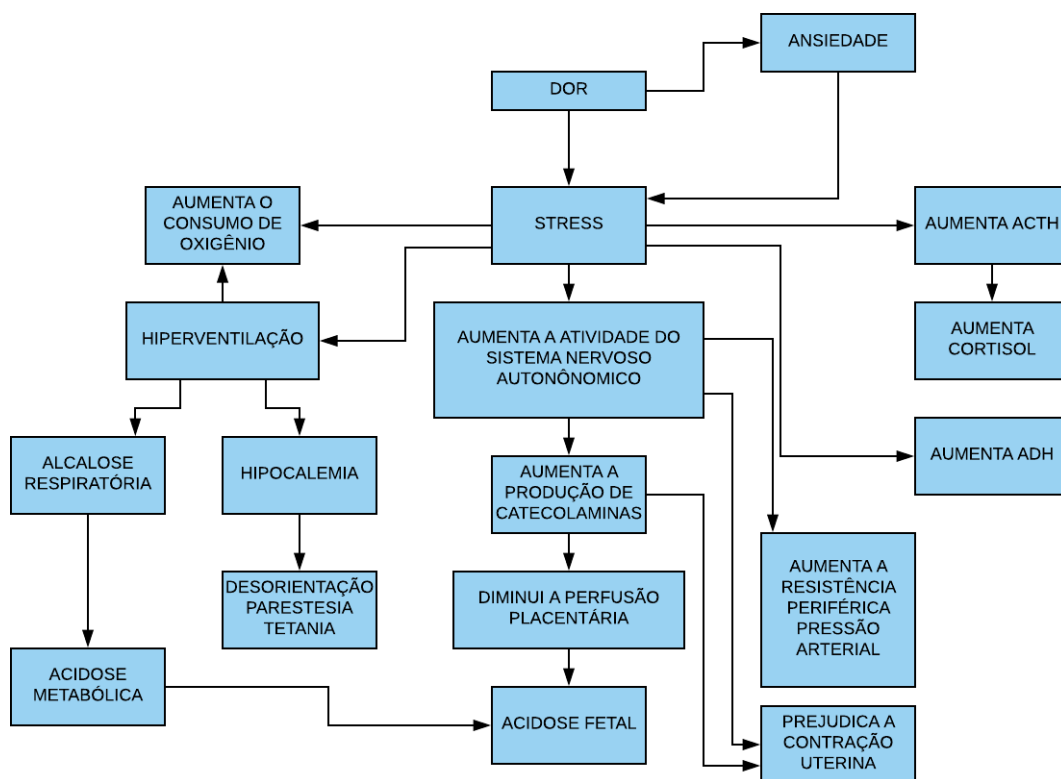 ANSIEDADE
DOR
AUMENTA O
CONSUMO DE
OXIGÊNIO
STRESS
AUMENTA ACTH
HIPERVENTILAÇÃO
AUMENTA A ATIVIDADE DO
SISTEMA NERVOSO
AUTONÔNOMICO
AUMENTA
CORTISOL
ALCALOSE
RESPIRATÓRIA
HIPOCALEMIA
AUMENTA A
PRODUÇÃO DE
CATECOLAMINAS
AUMENTA ADH
DESORIENTAÇÃO
PARESTESIA
TETANIA
DIMINUI A PERFUSÃO
PLACENTÁRIA
AUMENTA A
RESISTÊNCIA
PERIFÉRICA
PRESSÃO
ARTERIAL
ACIDOSE
METABÓLICA
ACIDOSE FETAL
PREJUDICA A
CONTRAÇÃO
UTERINA